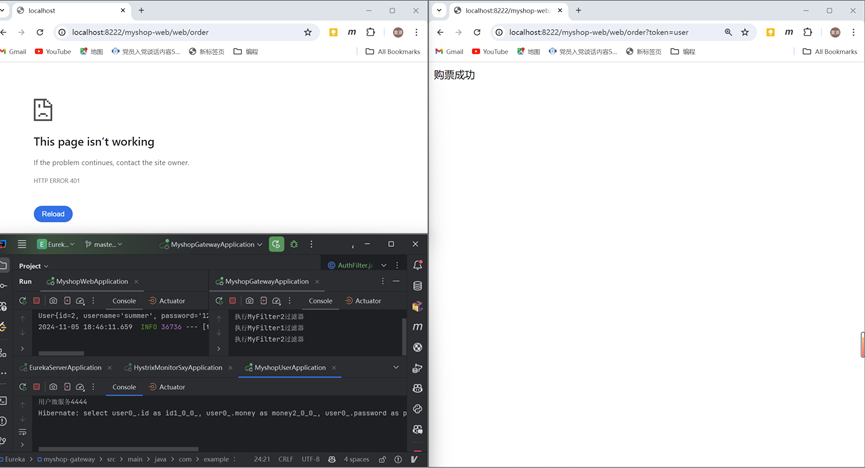 localhost
localhost:8222/myshop-web/web/order
Gmail
YouTube
地图
党员入党谈话内容5...
新标签页
编程
All Bookmarks
This page isn't working
If the problem continues, contact the site owner.
HTTP ERROR 401
Reload
localhost:8222/myshop-web
localhost:8222/myshop-web/web/order?token=user
Gmail
YouTube
地图
党员入党谈话内容5...
新标签页
编程
All Bookmarks
购票成功
E Eurek...
maste...
MyshopGatewayApplication
Project
AuthFilter.j
Run
MyshopWebApplication
MyshopGatewayApplication
Console
Actuator
Console
Actuator
User{id=2, username='summer', password='12
2024-11-05 18:46:11.659 INFO 36736 --- [t
执行MyFilter2过滤器
执行MyFilter1过滤器
执行MyFilter2过滤器
EurekaServerApplication
HystrixMonitorSxyApplication
MyshopUserApplication
Console
Actuator
用户微服务4444
Hibernate: select user0_.id as id1_0_0_, user0_.money as money2_0_0_, user0_.password as p
Eureka > myshop-gateway > src > main > java > com > example
24:21
CRLF
UTF-8
4 spaces